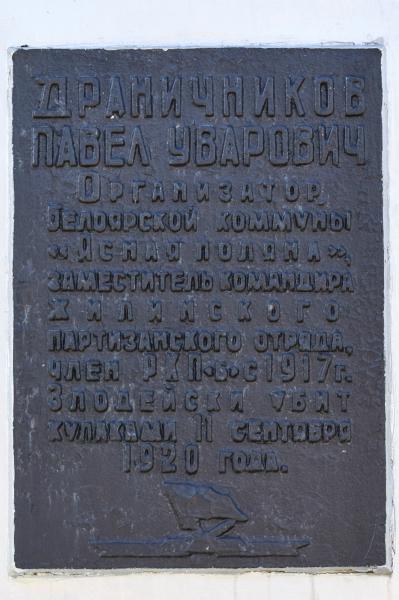 ДРАНИЧНИКОВ
ПАВЕЛ УВАРОВИЧ
Организатор
Белоярской коммуны
«Ясная поляна»,
заместитель командира
Жилинского
партизанского отряда,
член РКП«б» с 1917 г.
Злодейски убит
кулаками 11 сентября
1920 года.